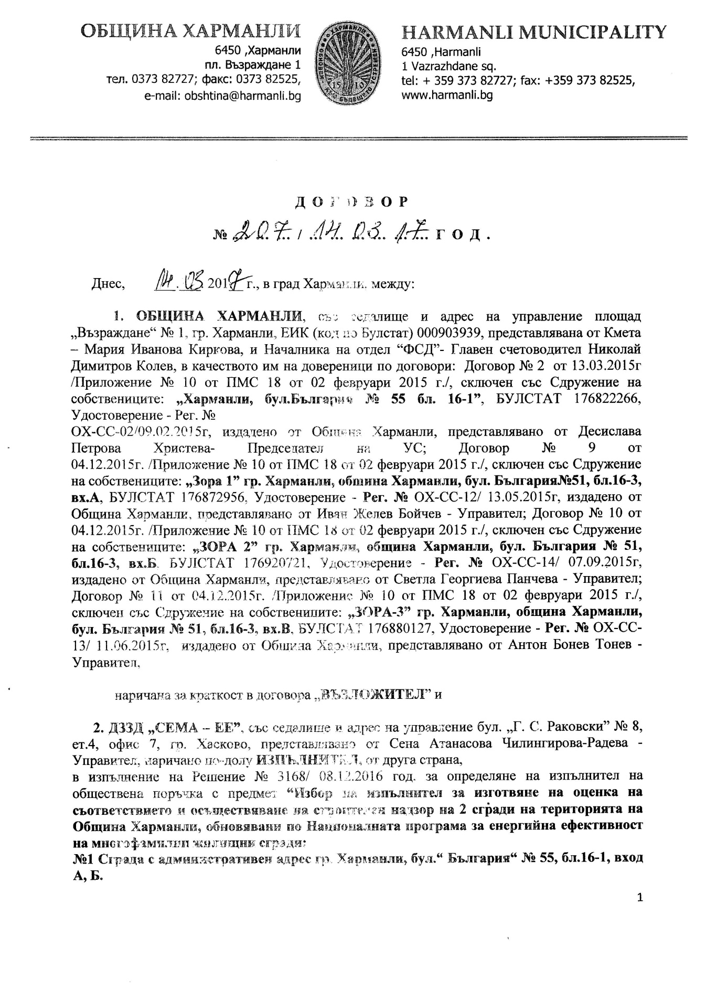 ОБЩИНА ХАРМАНЛИ
6450 ,Харманли
пл. Възраждане 1
тел. 0373 82727; факс: 0373 82525,
e-mail: obshtina@harmanli.bg
HARMANLI MUNICIPALITY
6450 ,Harmanli
1 Vazrazhdane sq.
tel: + 359 373 82727; fax: +359 373 82525,
www.harmanli.bg
ХАРМАНЛИ
15 10
Д О Г О В О Р
№ 207 / 14. 03. 17 Г О Д .
Днес, 14. 03 2017 г., в град Харманли, между:
1. ОБЩИНА ХАРМАНЛИ, със седалище и адрес на управление площад
„Възраждане“ № 1, гр. Харманли, ЕИК (код по Булстат) 000903939, представлявана от Кмета
– Мария Иванова Киркова, и Началника на отдел “ФСД”- Главен счетоводител Николай
Димитров Колев, в качеството им на довереници по договори: Договор № 2 от 13.03.2015г
/Приложение № 10 от ПМС 18 от 02 февруари 2015 г./, сключен със Сдружение на
собствениците: „Харманли, бул.България № 55 бл. 16-1”, БУЛСТАТ 176822266,
Удостоверение - Рег. №
ОХ-СС-02/09.02.2015г, издадено от Община Харманли, представлявано от Десислава
Петрова Христева- Председател на УС; Договор № 9 от
04.12.2015г. /Приложение № 10 от ПМС 18 от 02 февруари 2015 г./, сключен със Сдружение
на собствениците: „Зора 1” гр. Харманли, община Харманли, бул. България№51, бл.16-3,
вх.А, БУЛСТАТ 176872956, Удостоверение - Рег. № ОХ-СС-12/ 13.05.2015г, издадено от
Община Харманли, представлявано от Иван Желев Бойчев - Управител; Договор № 10 от
04.12.2015г. /Приложение № 10 от ПМС 18 от 02 февруари 2015 г./, сключен със Сдружение
на собствениците: „ЗОРА 2” гр. Харманли, община Харманли, бул. България № 51,
бл.16-3, вх.Б, БУЛСТАТ 176920721, Удостоверение - Рег. № ОХ-СС-14/ 07.09.2015г,
издадено от Община Харманли, представлявано от Светла Георгиева Панчева - Управител;
Договор № 11 от 04.12.2015г. /Приложение № 10 от ПМС 18 от 02 февруари 2015 г./,
сключен със Сдружение на собствениците: „ЗОРА-3” гр. Харманли, община Харманли,
бул. България № 51, бл.16-3, вх.В, БУЛСТАТ 176880127, Удостоверение - Рег. № ОХ-СС-
13/ 11.06.2015г, издадено от Община Харманли, представлявано от Антон Бонев Тонев -
Управител,
наричана за краткост в договора „ВЪЗЛОЖИТЕЛ” и
2. ДЗЗД „СЕМА – ЕЕ”, със седалище и адрес на управление бул. „Г. С. Раковски” № 8,
ет.4, офис 7, гр. Хасково, представлявано от Сена Атанасова Чилингирова-Радева -
Управител, наричано по-долу ИЗПЪЛНИТЕЛ, от друга страна,
в изпълнение на Решение № 3168/ 08.12.2016 год. за определяне на изпълнител на
обществена поръчка с предмет “Избор на изпълнител за изготвяне на оценка на
съответствието и осъществяване на строителен надзор на 2 сгради на територията на
Община Харманли, обновявани по Националната програма за енергийна ефективност
на многофамилни жилищни сгради:
№1 Сграда с административен адрес гр. Харманли, бул.“ България“ № 55, бл.16-1, вход
А, Б.
1